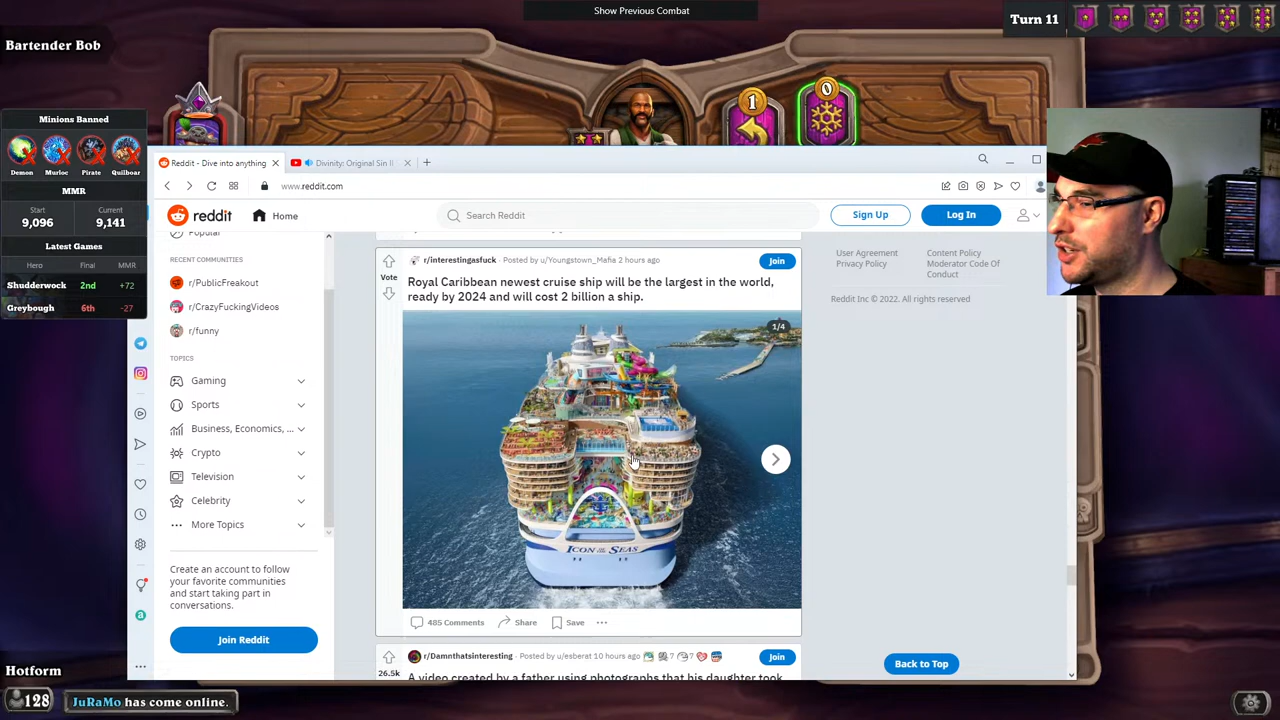 Show Previous Combat
Turn 11
Bartender Bob
1
0
Minions Banned
Demon Murloc Pirate Quilboar
MMR
Start Current
9,096 9,141
Latest Games
Hero Final MMR
Shudderwock 2nd +72
Greybough 6th -27
Reddit - Dive into anything
Divinity: Original Sin II
www.reddit.com
reddit
Home
Search Reddit
Sign Up
Log In
Popular
RECENT COMMUNITIES
r/PublicFreakout
r/CrazyFuckingVideos
r/funny
TOPICS
Gaming
Sports
Business, Economics, ...
Crypto
Television
Celebrity
More Topics
Create an account to follow
your favorite communities
and start taking part in
conversations.
Join Reddit
Vote
r/interestingasfuck · Posted by u/Youngstown_Mafia 2 hours ago
Join
Royal Caribbean newest cruise ship will be the largest in the world,
ready by 2024 and will cost 2 billion a ship.
1/4
ICON OF THE SEAS
485 Comments
Share
Save
r/Damnthatsinteresting · Posted by u/esberat 10 hours ago
7
7
Join
26.5k
A video created by a father using photographs that his daughter took
User Agreement
Privacy Policy
Content Policy
Moderator Code Of
Conduct
Reddit Inc © 2022. All rights reserved
Back to Top
Hotform
128
JuRaMo has come online.